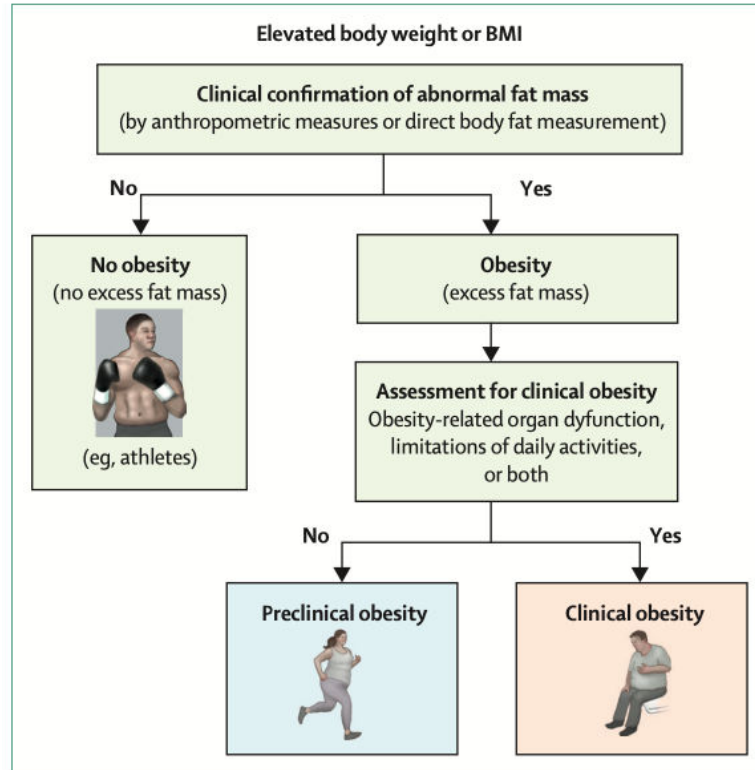 Elevated body weight or BMI
Clinical confirmation of abnormal fat mass
(by anthropometric measures or direct body fat measurement)
No
Yes
No obesity
(no excess fat mass)
(eg, athletes)
Obesity
(excess fat mass)
Assessment for clinical obesity
Obesity-related organ dyfunction,
limitations of daily activities,
or both
No
Yes
Preclinical obesity
Clinical obesity